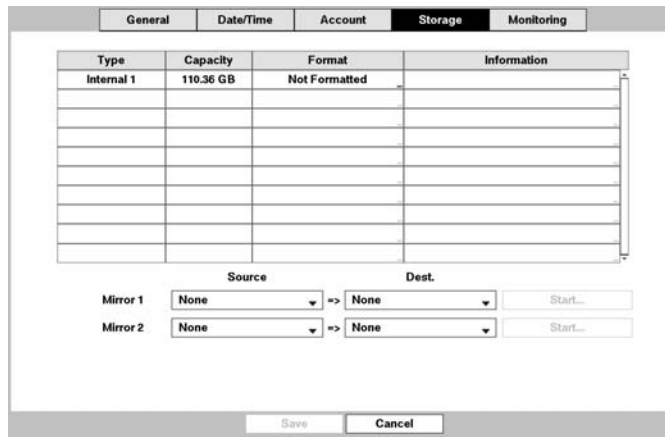 General Date/Time Account Storage Monitoring
Type Capacity Format Information
Internal 1 110.36 GB Not Formatted
Source Dest.
Mirror 1 None => None Start...
Mirror 2 None => None Start...
Save Cancel